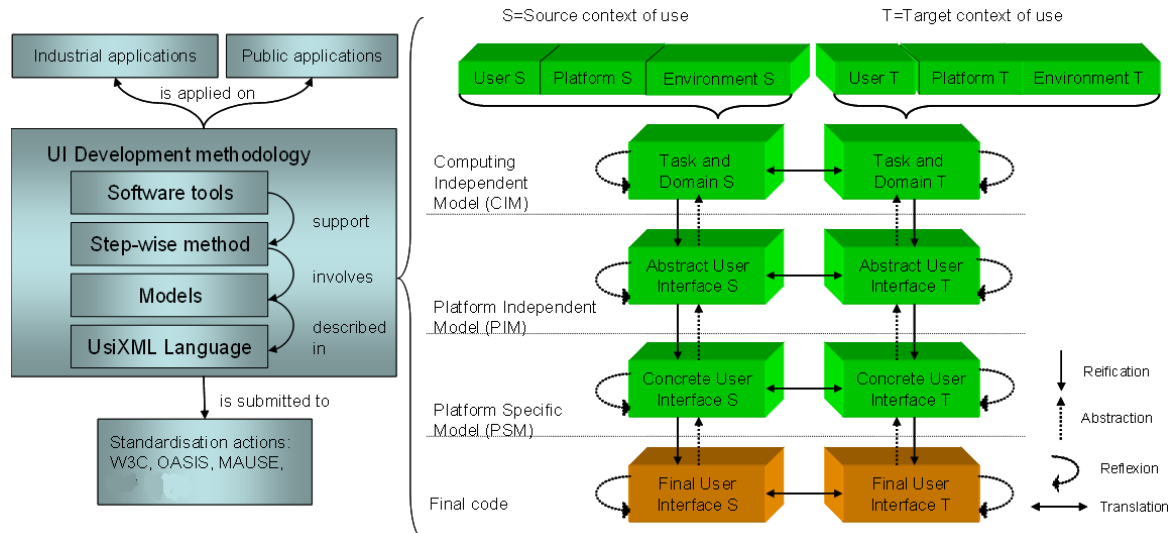 Industrial applications
Public applications
is applied on
UI Development methodology
Software tools
support
Step-wise method
involves
Models
described
in
UsiXML Language
is submitted to
Standardisation actions:
W3C, OASIS, MAUSE,
S=Source context of use
T=Target context of use
User S
Platform S
Environment S
User T
Platform T
Environment T
Computing
Independent
Model (CIM)
Task and
Domain S
Task and
Domain T
Abstract User
Interface S
Abstract User
Interface T
Platform Independent
Model (PIM)
Concrete User
Interface S
Concrete User
Interface T
Platform Specific
Model (PSM)
Final code
Final User
Interface S
Final User
Interface T
Reification
Abstraction
Reflexion
Translation